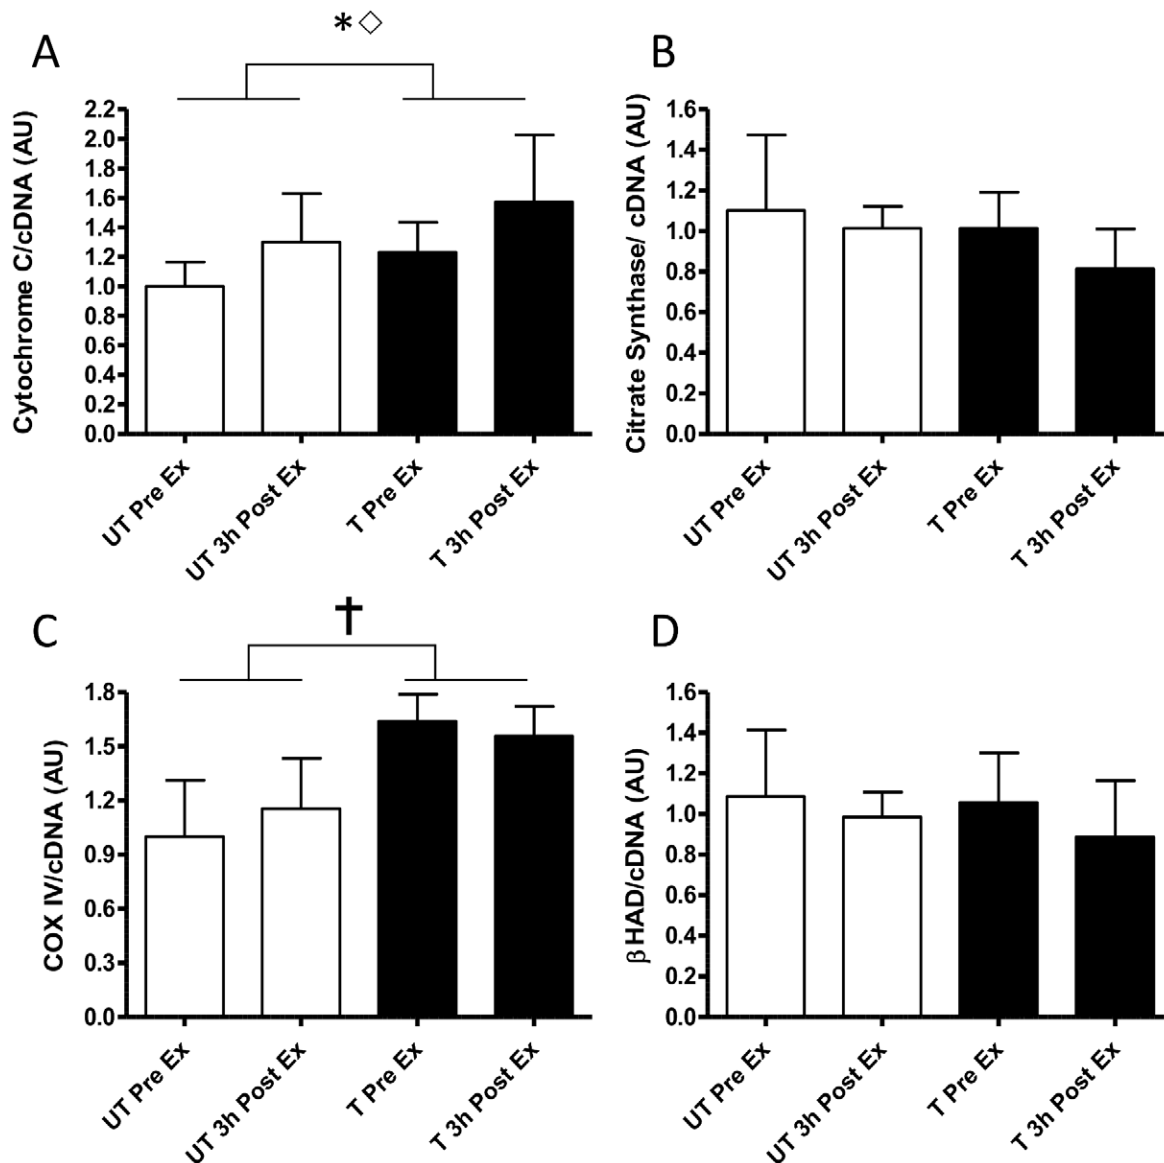 A
*◇
Cytochrome C/cDNA (AU)
2.2
2.0
1.8
1.6
1.4
1.2
1.0
0.8
0.6
0.4
0.2
0.0
UT Pre Ex
UT 3h Post Ex
T Pre Ex
T 3h Post Ex
B
Citrate Synthase/ cDNA (AU)
1.6
1.4
1.2
1.0
0.8
0.6
0.4
0.2
0.0
UT Pre Ex
UT 3h Post Ex
T Pre Ex
T 3h Post Ex
C
†
COX IV/cDNA (AU)
1.8
1.5
1.2
0.9
0.6
0.3
0.0
UT Pre Ex
UT 3h Post Ex
T Pre Ex
T 3h Post Ex
D
βHAD/cDNA (AU)
1.6
1.4
1.2
1.0
0.8
0.6
0.4
0.2
0.0
UT Pre Ex
UT 3h Post Ex
T Pre Ex
T 3h Post Ex